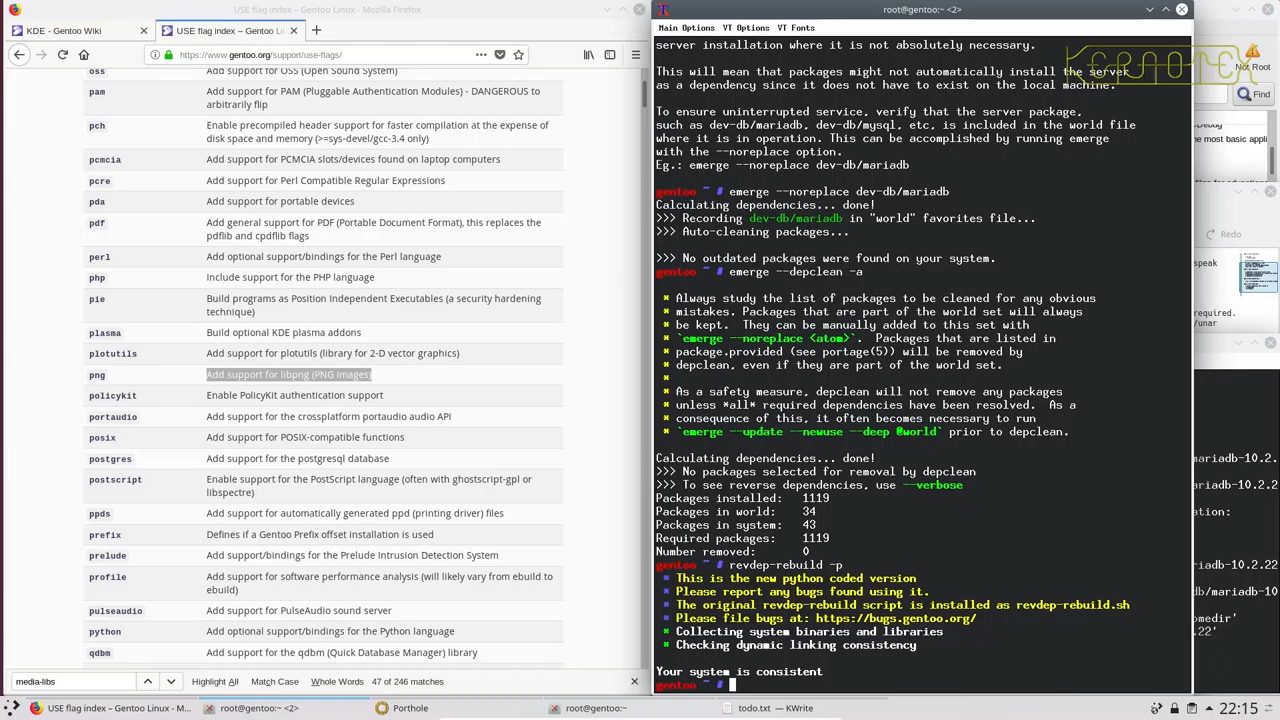 USE flag index – Gentoo Linux - Mozilla Firefox
KDE - Gentoo Wiki
USE flag index – Gentoo Li
https://www.gentoo.org/support/use-flags/
oss Add support for OSS (Open Sound System)
pam Add support for PAM (Pluggable Authentication Modules) - DANGEROUS to
arbitrarily flip
pch Enable precompiled header support for faster compilation at the expense of
disk space and memory (>=sys-devel/gcc-3.4 only)
pcmcia Add support for PCMCIA slots/devices found on laptop computers
pcre Add support for Perl Compatible Regular Expressions
pda Add support for portable devices
pdf Add general support for PDF (Portable Document Format), this replaces the
pdflib and cpdflib flags
perl Add optional support/bindings for the Perl language
php Include support for the PHP language
pie Build programs as Position Independent Executables (a security hardening
technique)
plasma Build optional KDE plasma addons
plotutils Add support for plotutils (library for 2-D vector graphics)
png Add support for libpng (PNG images)
policykit Enable PolicyKit authentication support
portaudio Add support for the crossplatform portaudio audio API
posix Add support for POSIX-compatible functions
postgres Add support for the postgresql database
postscript Enable support for the PostScript language (often with ghostscript-gpl or
libspectre)
ppds Add support for automatically generated ppd (printing driver) files
prefix Defines if a Gentoo Prefix offset installation is used
prelude Add support/bindings for the Prelude Intrusion Detection System
profile Add support for software performance analysis (will likely vary from ebuild to
ebuild)
pulseaudio Add support for PulseAudio sound server
python Add optional support/bindings for the Python language
qdbm Add support for the qdbm (Quick Database Manager) library
media-libs Highlight All Match Case Whole Words 47 of 246 matches
root@gentoo:~ <2>
Main Options VT Options VT Fonts
server installation where it is not absolutely necessary.
This will mean that packages might not automatically install the server
as a dependency since it does not have to exist on the local machine.
To ensure uninterrupted service, verify that the server package,
such as dev-db/mariadb, dev-db/mysql, etc, is included in the world file
where it is in operation. This can be accomplished by running emerge
with the --noreplace option.
Eg.: emerge --noreplace dev-db/mariadb
gentoo ~ # emerge --noreplace dev-db/mariadb
Calculating dependencies... done!
>>> Recording dev-db/mariadb in "world" favorites file...
>>> Auto-cleaning packages...
>>> No outdated packages were found on your system.
gentoo ~ # emerge --depclean -a
* Always study the list of packages to be cleaned for any obvious
* mistakes. Packages that are part of the world set will always
* be kept. They can be manually added to this set with
* `emerge --noreplace <atom>`. Packages that are listed in
* package.provided (see portage(5)) will be removed by
* depclean, even if they are part of the world set.
*
* As a safety measure, depclean will not remove any packages
* unless *all* required dependencies have been resolved. As a
* consequence of this, it often becomes necessary to run
* `emerge --update --newuse --deep @world` prior to depclean.
Calculating dependencies... done!
>>> No packages selected for removal by depclean
>>> To see reverse dependencies, use --verbose
Packages installed: 1119
Packages in world: 34
Packages in system: 43
Required packages: 1119
Number removed: 0
gentoo ~ # revdep-rebuild -p
* This is the new python coded version
* Please report any bugs found using it.
* The original revdep-rebuild script is installed as revdep-rebuild.sh
* Please file bugs at: https://bugs.gentoo.org/
* Collecting system binaries and libraries
* Checking dynamic linking consistency
Your system is consistent
gentoo ~ #
Not Root
Find
Debug
he most basic applic
Redo
speak
required.
/unar
mariadb-10.2.2
ation:
mariadb-10.2.22
adb/mariadb-10
omedir'
.22'
USE flag index – Gentoo Linux - M...
root@gentoo:~ <2>
Porthole
root@gentoo:~
todo.txt — KWrite
22:15